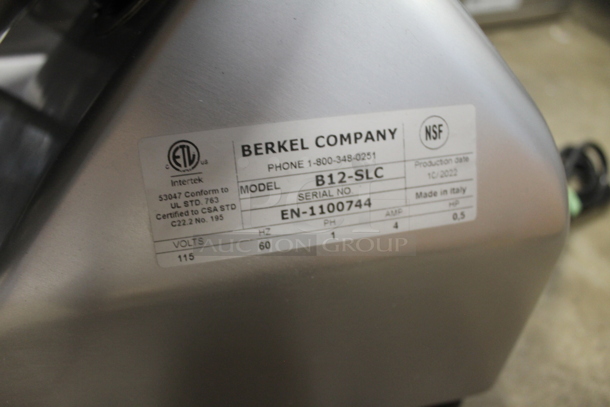 ETL
us
Intertek
53047 Conform to
UL STD. 763
Certified to CSA STD
C22.2 No. 195
BERKEL COMPANY
PHONE 1-800-348-0251
MODEL B12-SLC
SERIAL NO.
EN-1100744
NSF
Production date
10/2022
Made in Italy
VOLTS HZ PH AMP HP
115 60 1 4 0.5
AUCTION GROUP